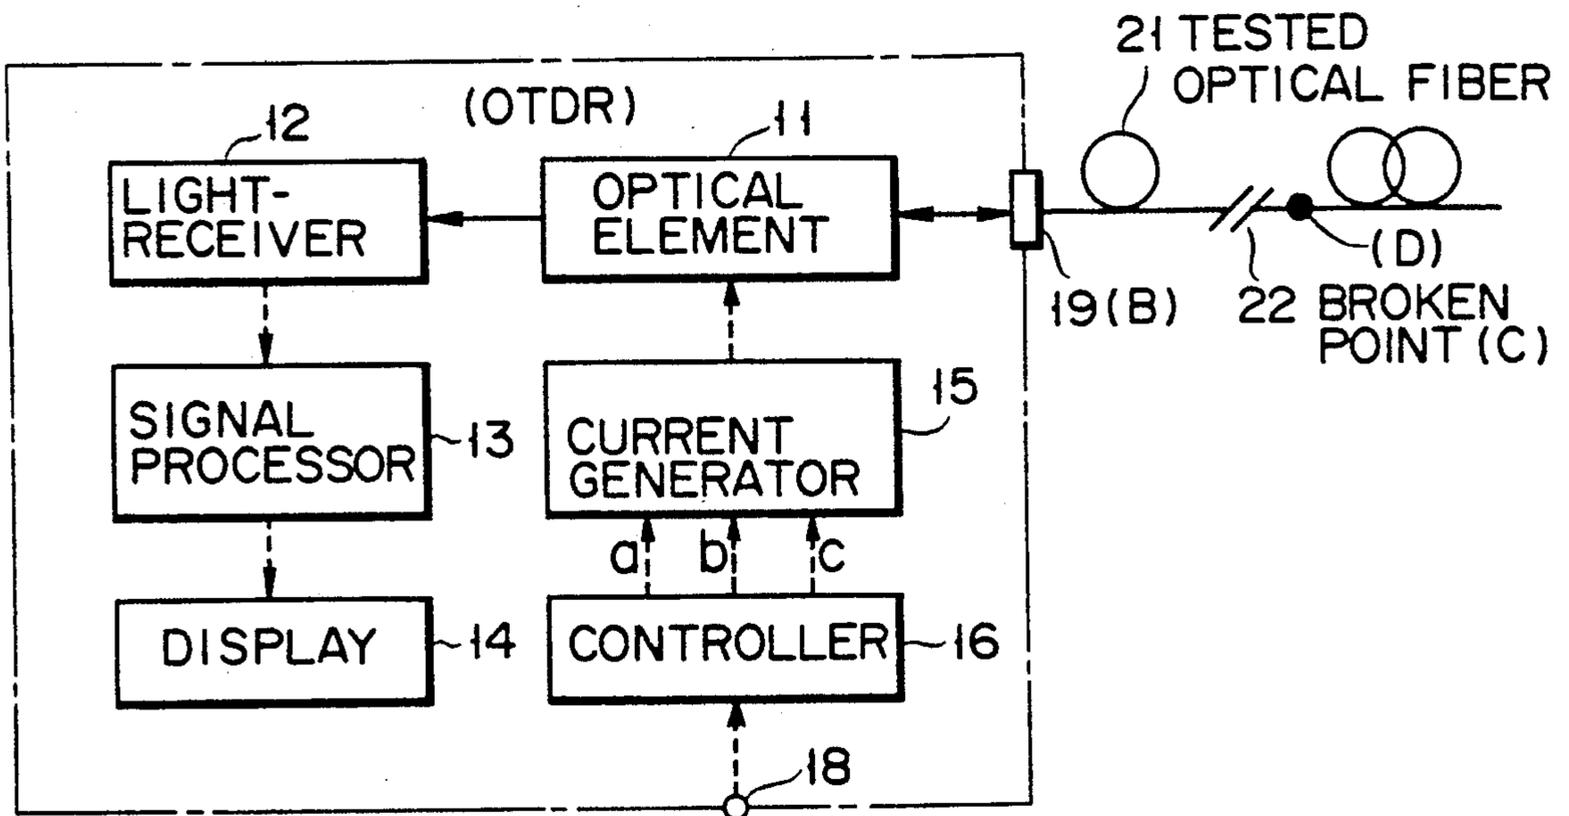 21 TESTED
OPTICAL FIBER
(OTDR)
12
11
LIGHT-
RECEIVER
OPTICAL
ELEMENT
(D)
19(B)
22 BROKEN
POINT (C)
15
SIGNAL
PROCESSOR
13
CURRENT
GENERATOR
a
b
c
DISPLAY
14
CONTROLLER
16
18